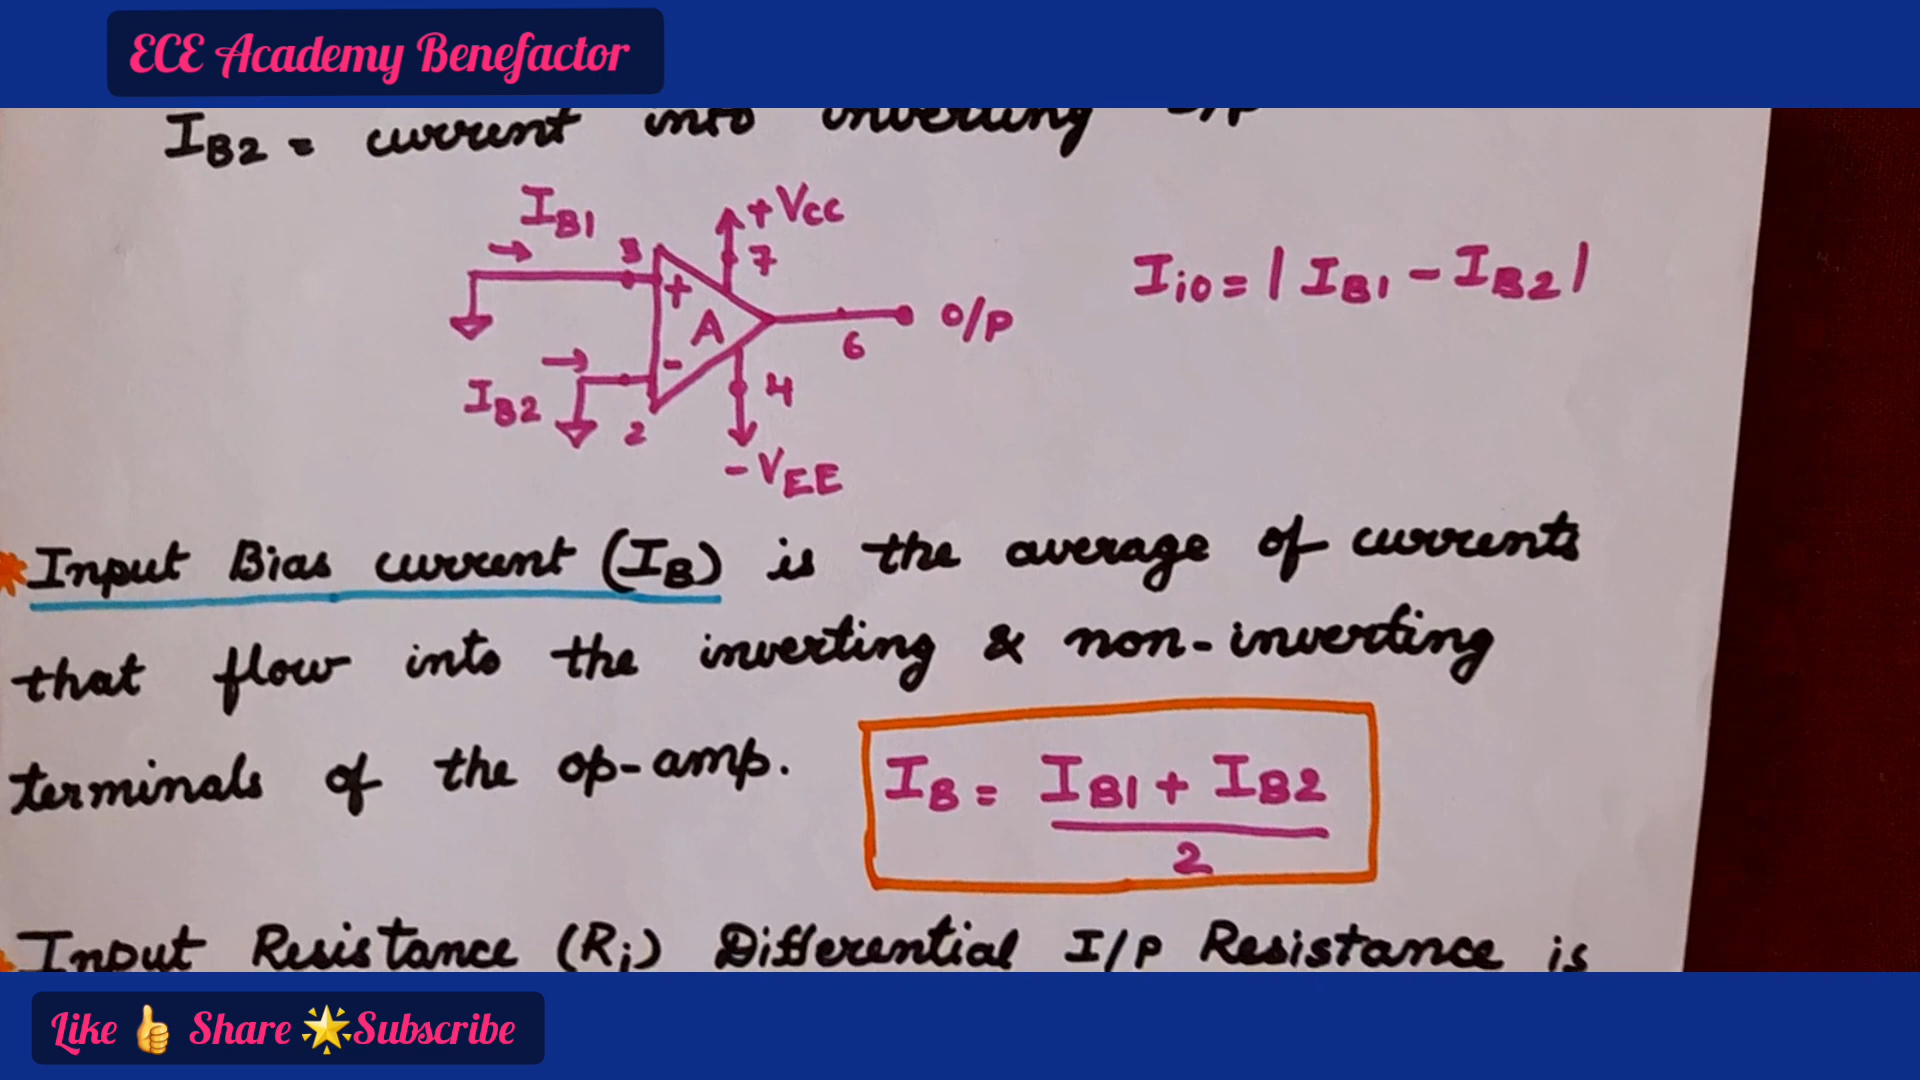 ECE Academy Benefactor
IB2 = current into inverting I/P
IB1
+Vcc
3
7
+
A
Iio = | IB1 - IB2 |
O/P
6
-
IB2
2
4
-VEE
Input Bias current (IB) is the average of currents
that flow into the inverting & non-inverting
terminals of the op-amp.
IB = IB1 + IB2
2
Input Resistance (Ri) Differential I/P Resistance is
Like 👍 Share 🌟Subscribe